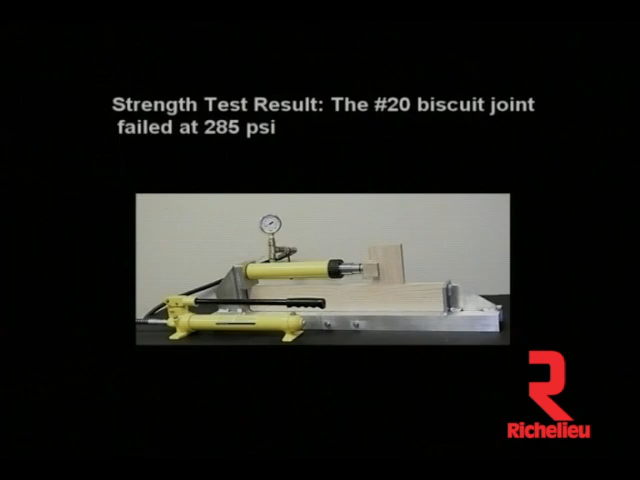 Strength Test Result: The #20 biscuit joint
failed at 285 psi
Richelieu